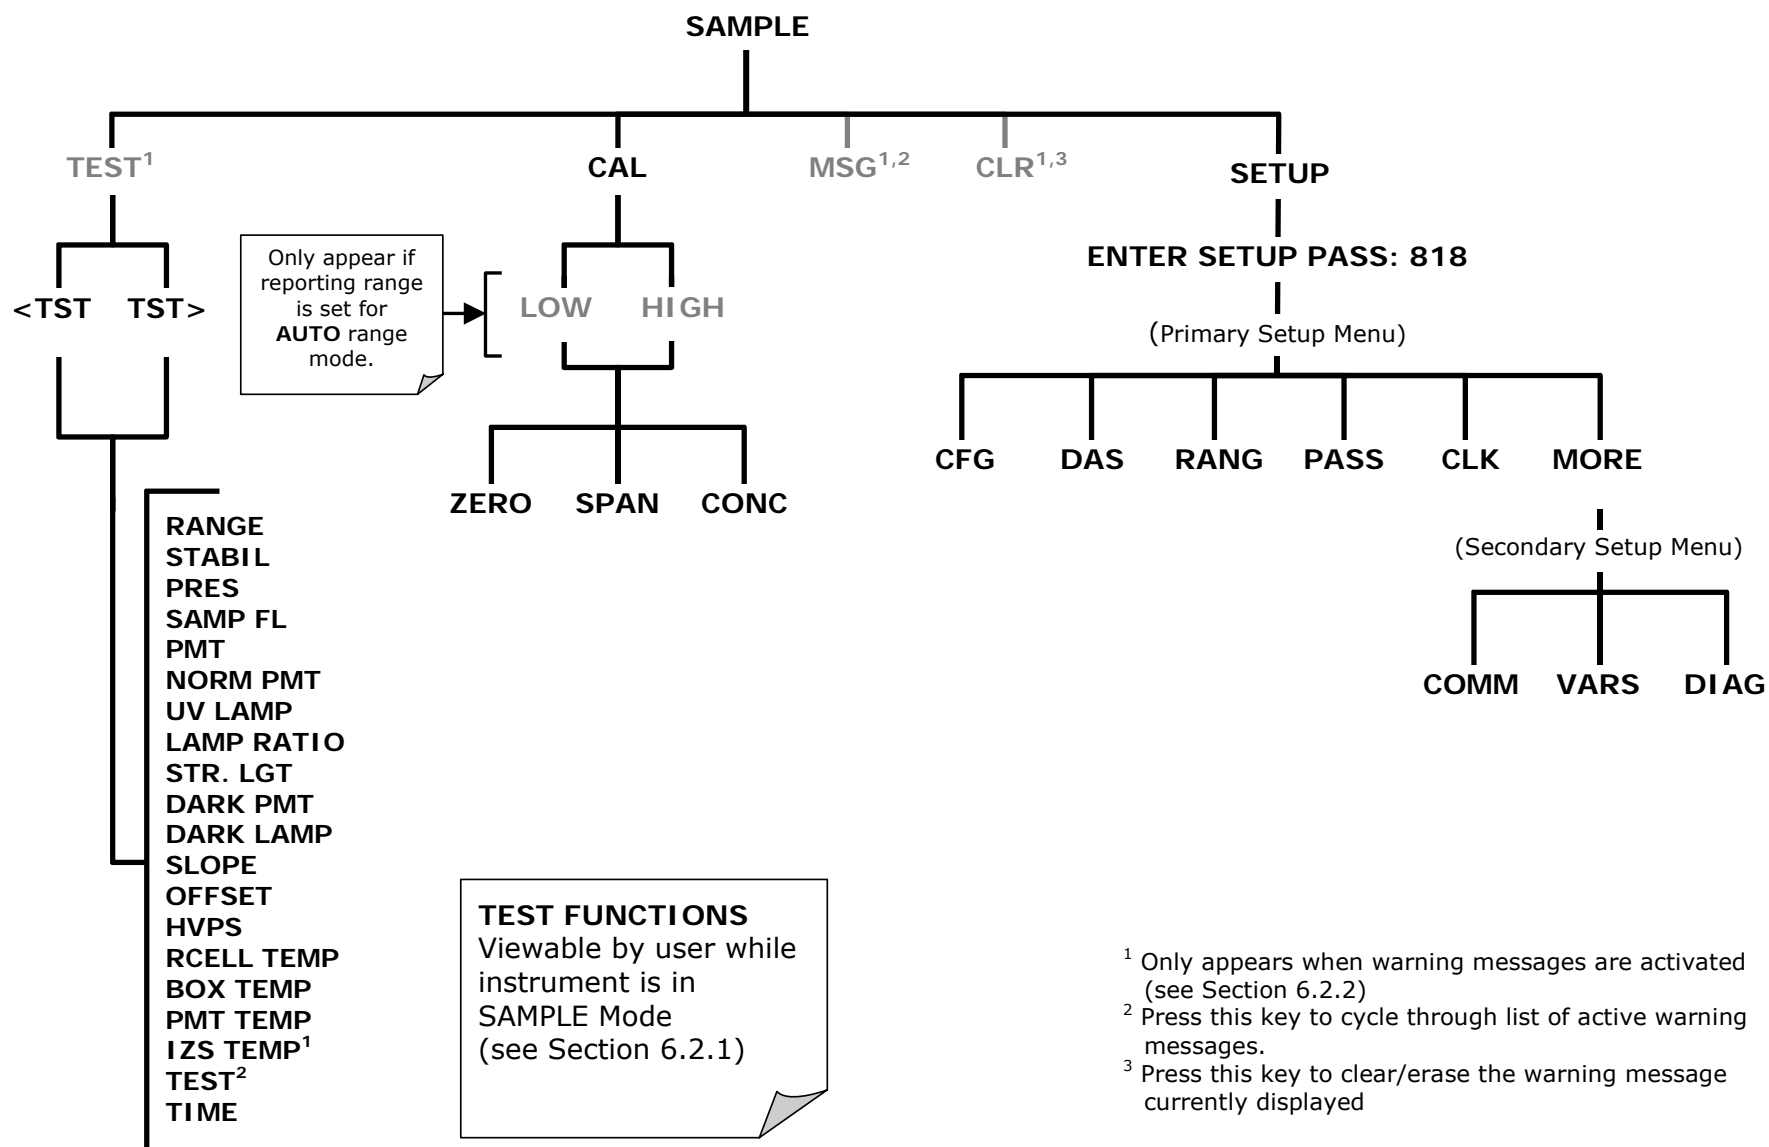 SAMPLE
TEST1
CAL
MSG1,2
CLR1,3
SETUP
<TST TST>
Only appear if
reporting range
is set for
AUTO range
mode.
LOW HIGH
ENTER SETUP PASS: 818
(Primary Setup Menu)
ZERO SPAN CONC
CFG DAS RANG PASS CLK MORE
(Secondary Setup Menu)
COMM VARS DIAG
RANGE
STABIL
PRES
SAMP FL
PMT
NORM PMT
UV LAMP
LAMP RATIO
STR. LGT
DARK PMT
DARK LAMP
SLOPE
OFFSET
HVPS
RCELL TEMP
BOX TEMP
PMT TEMP
IZS TEMP1
TEST2
TIME
TEST FUNCTIONS
Viewable by user while
instrument is in
SAMPLE Mode
(see Section 6.2.1)
1 Only appears when warning messages are activated
(see Section 6.2.2)
2 Press this key to cycle through list of active warning
messages.
3 Press this key to clear/erase the warning message
currently displayed